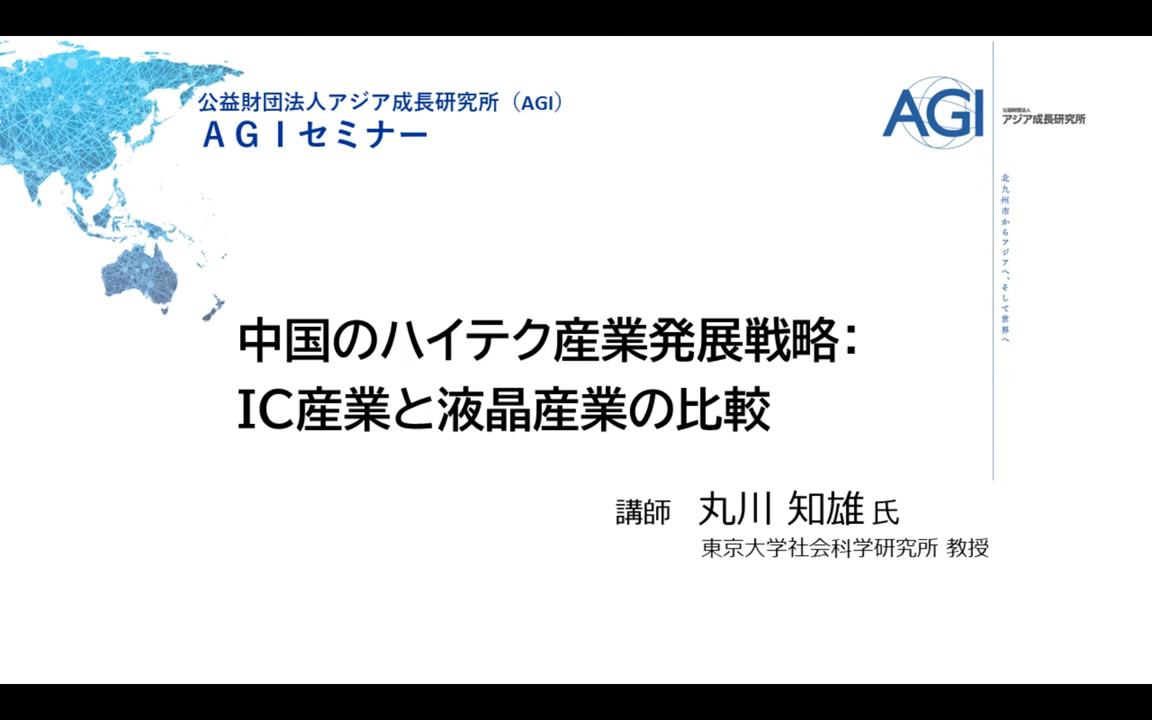 公益財団法人アジア成長研究所（AGI）
ＡＧＩセミナー
AGI
公益財団法人
アジア成長研究所
北九州市からアジアへ、そして世界へ
中国のハイテク産業発展戦略：
IC産業と液晶産業の比較
講師　丸川 知雄 氏
東京大学社会科学研究所 教授